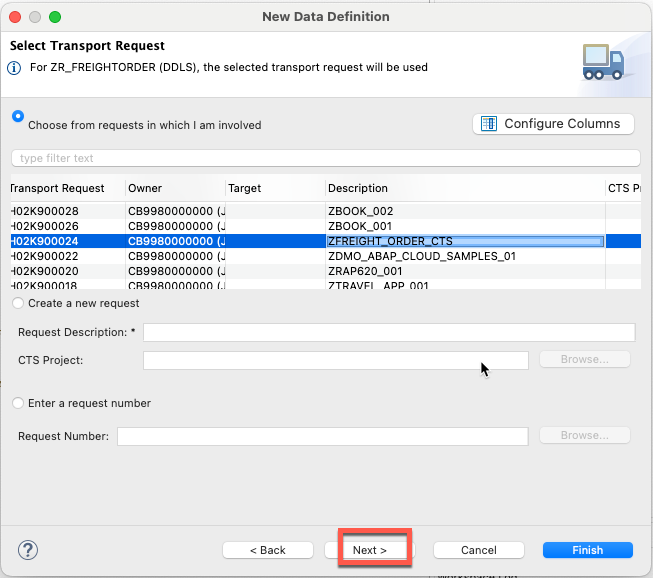 New Data Definition
Select Transport Request
For ZR_FREIGHTORDER (DDLS), the selected transport request will be used
Choose from requests in which I am involved
Configure Columns
type filter text
Transport Request Owner Target Description CTS P
H02K900028 CB9980000000 (J ZBOOK_002
H02K900026 CB9980000000 (J ZBOOK_001
H02K900024 CB9980000000 (J ZFREIGHT_ORDER_CTS
H02K900022 CB9980000000 (J ZDMO_ABAP_CLOUD_SAMPLES_01
H02K900020 CB9980000000 (J ZRAP620_001
H02K900018 CB9980000000 (J ZTRAVEL_APP_001
Create a new request
Request Description: *
CTS Project:
Browse...
Enter a request number
Request Number:
Browse...
?
< Back
Next >
Cancel
Finish